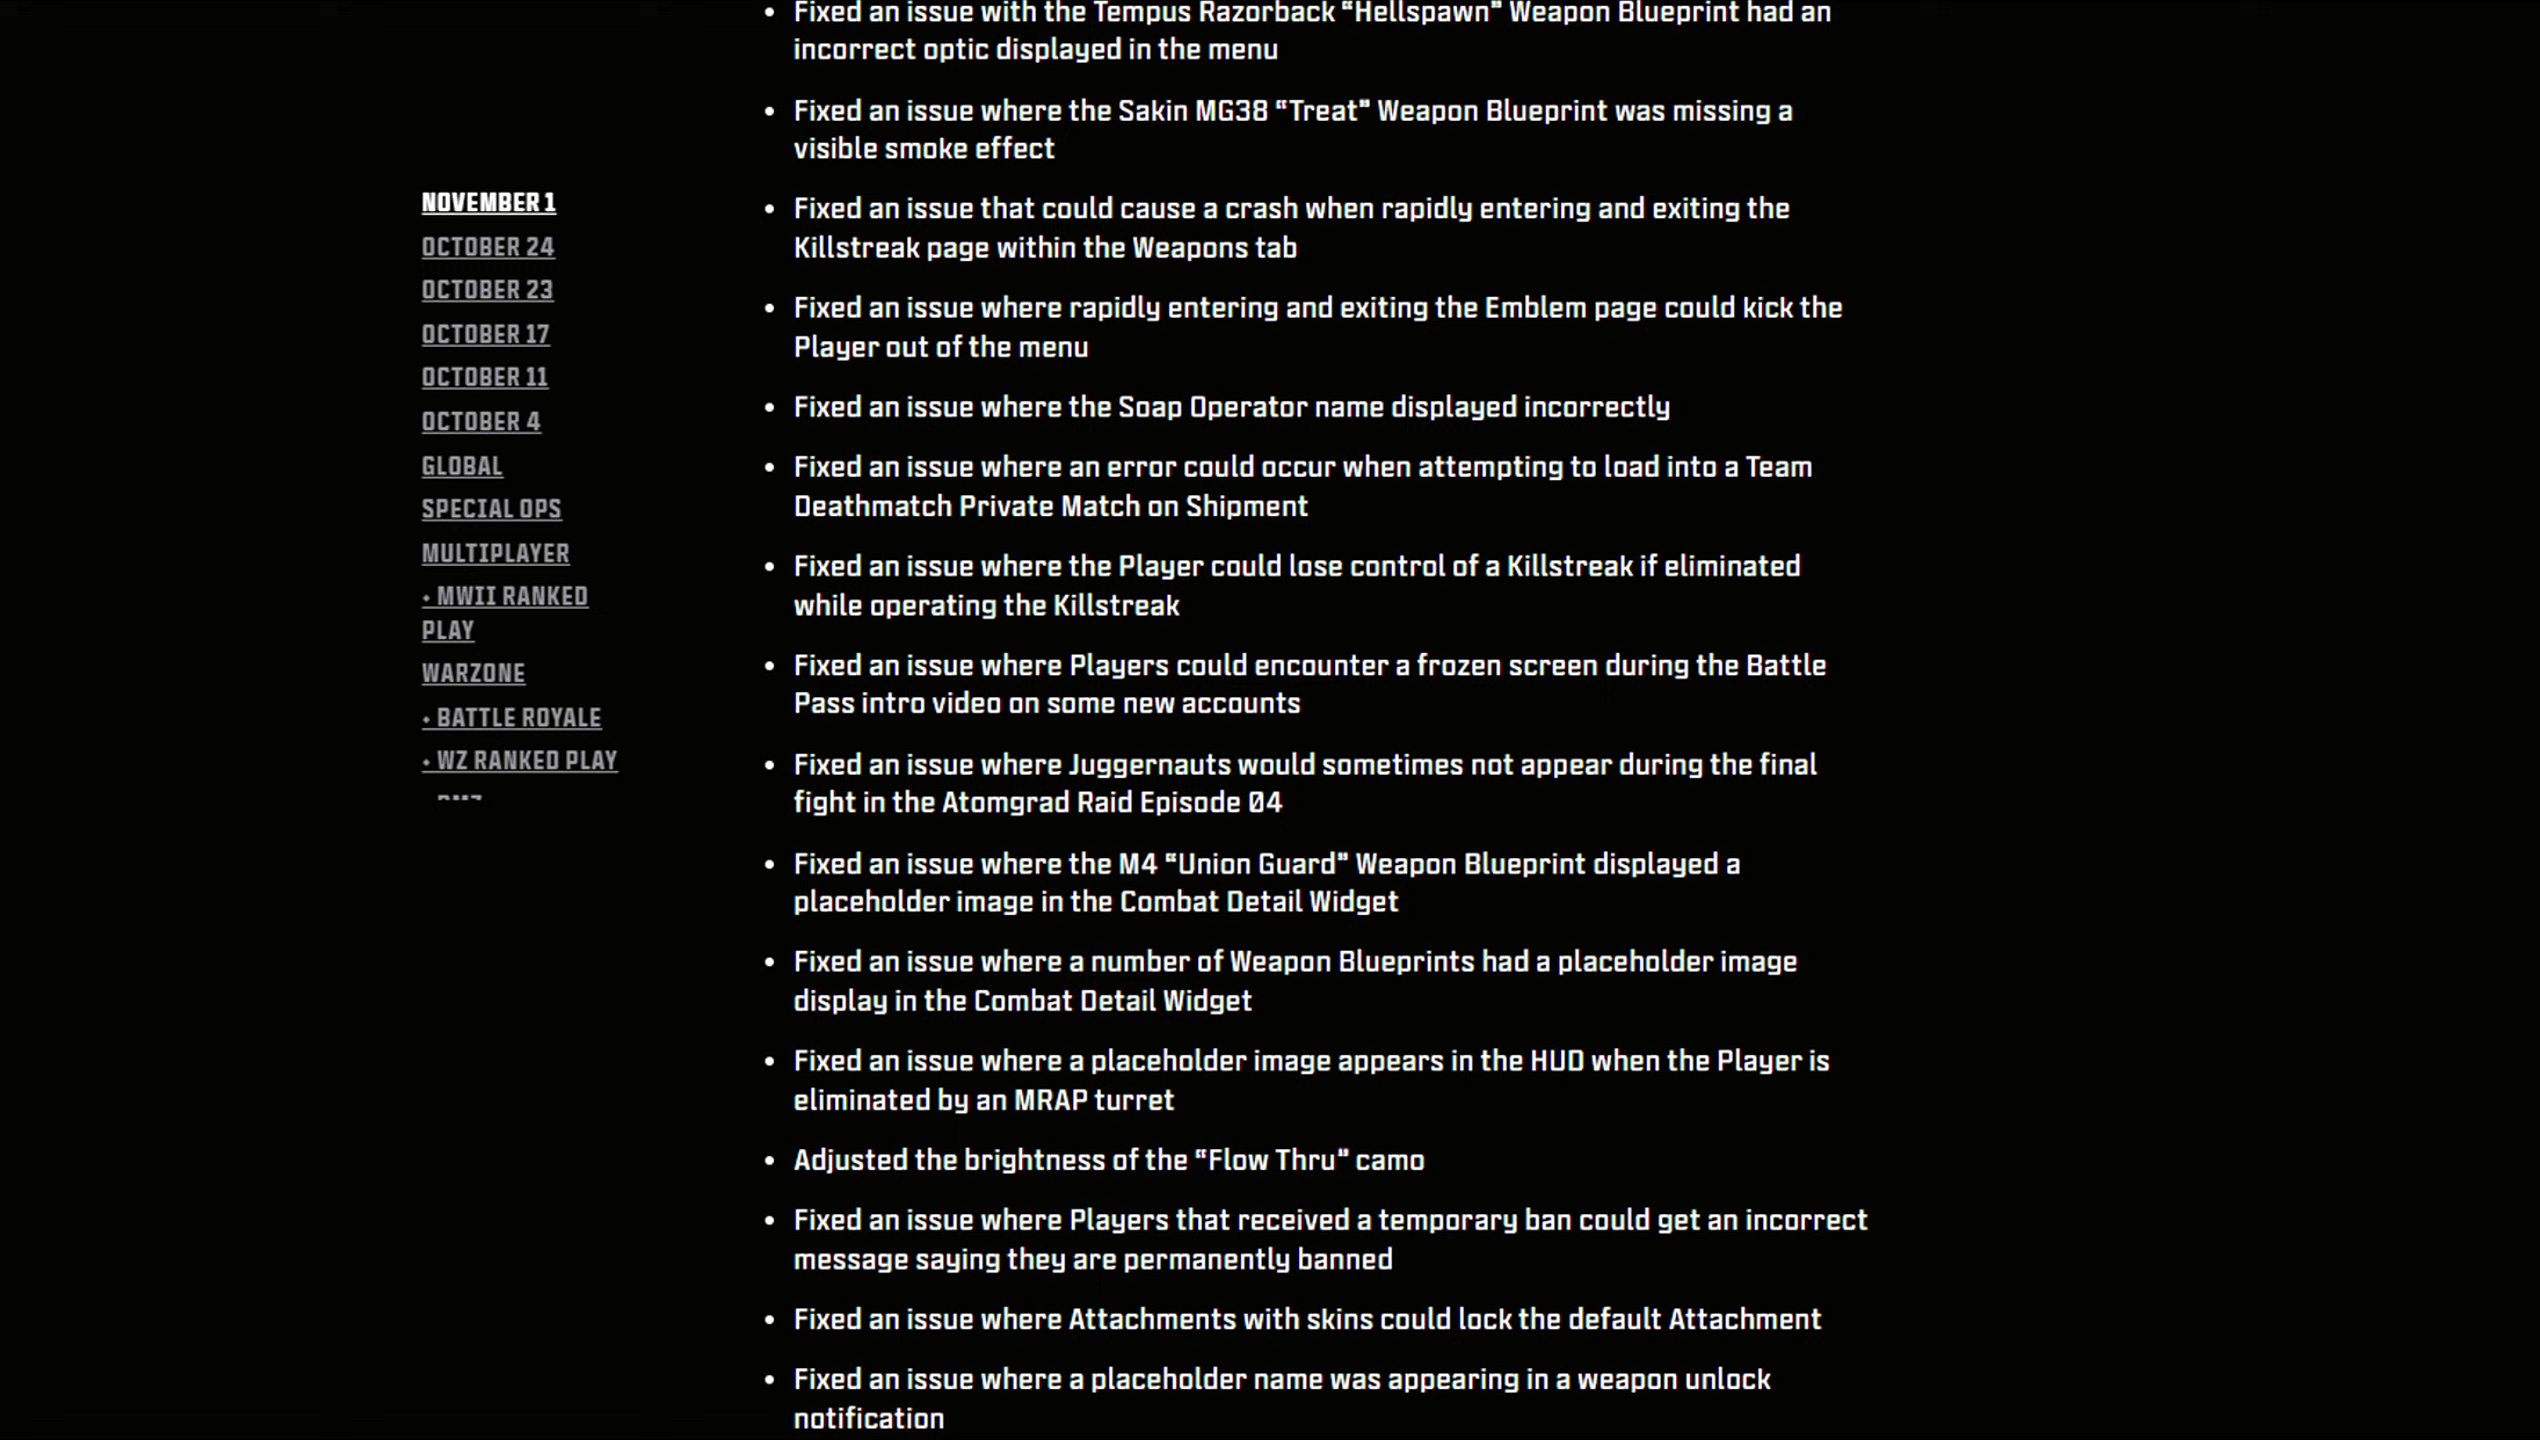 • Fixed an issue with the Tempus Razorback “Hellspawn” Weapon Blueprint had an
incorrect optic displayed in the menu
• Fixed an issue where the Sakin MG38 “Treat” Weapon Blueprint was missing a
visible smoke effect
• Fixed an issue that could cause a crash when rapidly entering and exiting the
Killstreak page within the Weapons tab
• Fixed an issue where rapidly entering and exiting the Emblem page could kick the
Player out of the menu
• Fixed an issue where the Soap Operator name displayed incorrectly
• Fixed an issue where an error could occur when attempting to load into a Team
Deathmatch Private Match on Shipment
• Fixed an issue where the Player could lose control of a Killstreak if eliminated
while operating the Killstreak
• Fixed an issue where Players could encounter a frozen screen during the Battle
Pass intro video on some new accounts
• Fixed an issue where Juggernauts would sometimes not appear during the final
fight in the Atomgrad Raid Episode 04
• Fixed an issue where the M4 “Union Guard” Weapon Blueprint displayed a
placeholder image in the Combat Detail Widget
• Fixed an issue where a number of Weapon Blueprints had a placeholder image
display in the Combat Detail Widget
• Fixed an issue where a placeholder image appears in the HUD when the Player is
eliminated by an MRAP turret
• Adjusted the brightness of the “Flow Thru” camo
• Fixed an issue where Players that received a temporary ban could get an incorrect
message saying they are permanently banned
• Fixed an issue where Attachments with skins could lock the default Attachment
• Fixed an issue where a placeholder name was appearing in a weapon unlock
notification
NOVEMBER 1
OCTOBER 24
OCTOBER 23
OCTOBER 17
OCTOBER 11
OCTOBER 4
GLOBAL
SPECIAL OPS
MULTIPLAYER
• MWII RANKED
PLAY
WARZONE
• BATTLE ROYALE
• WZ RANKED PLAY